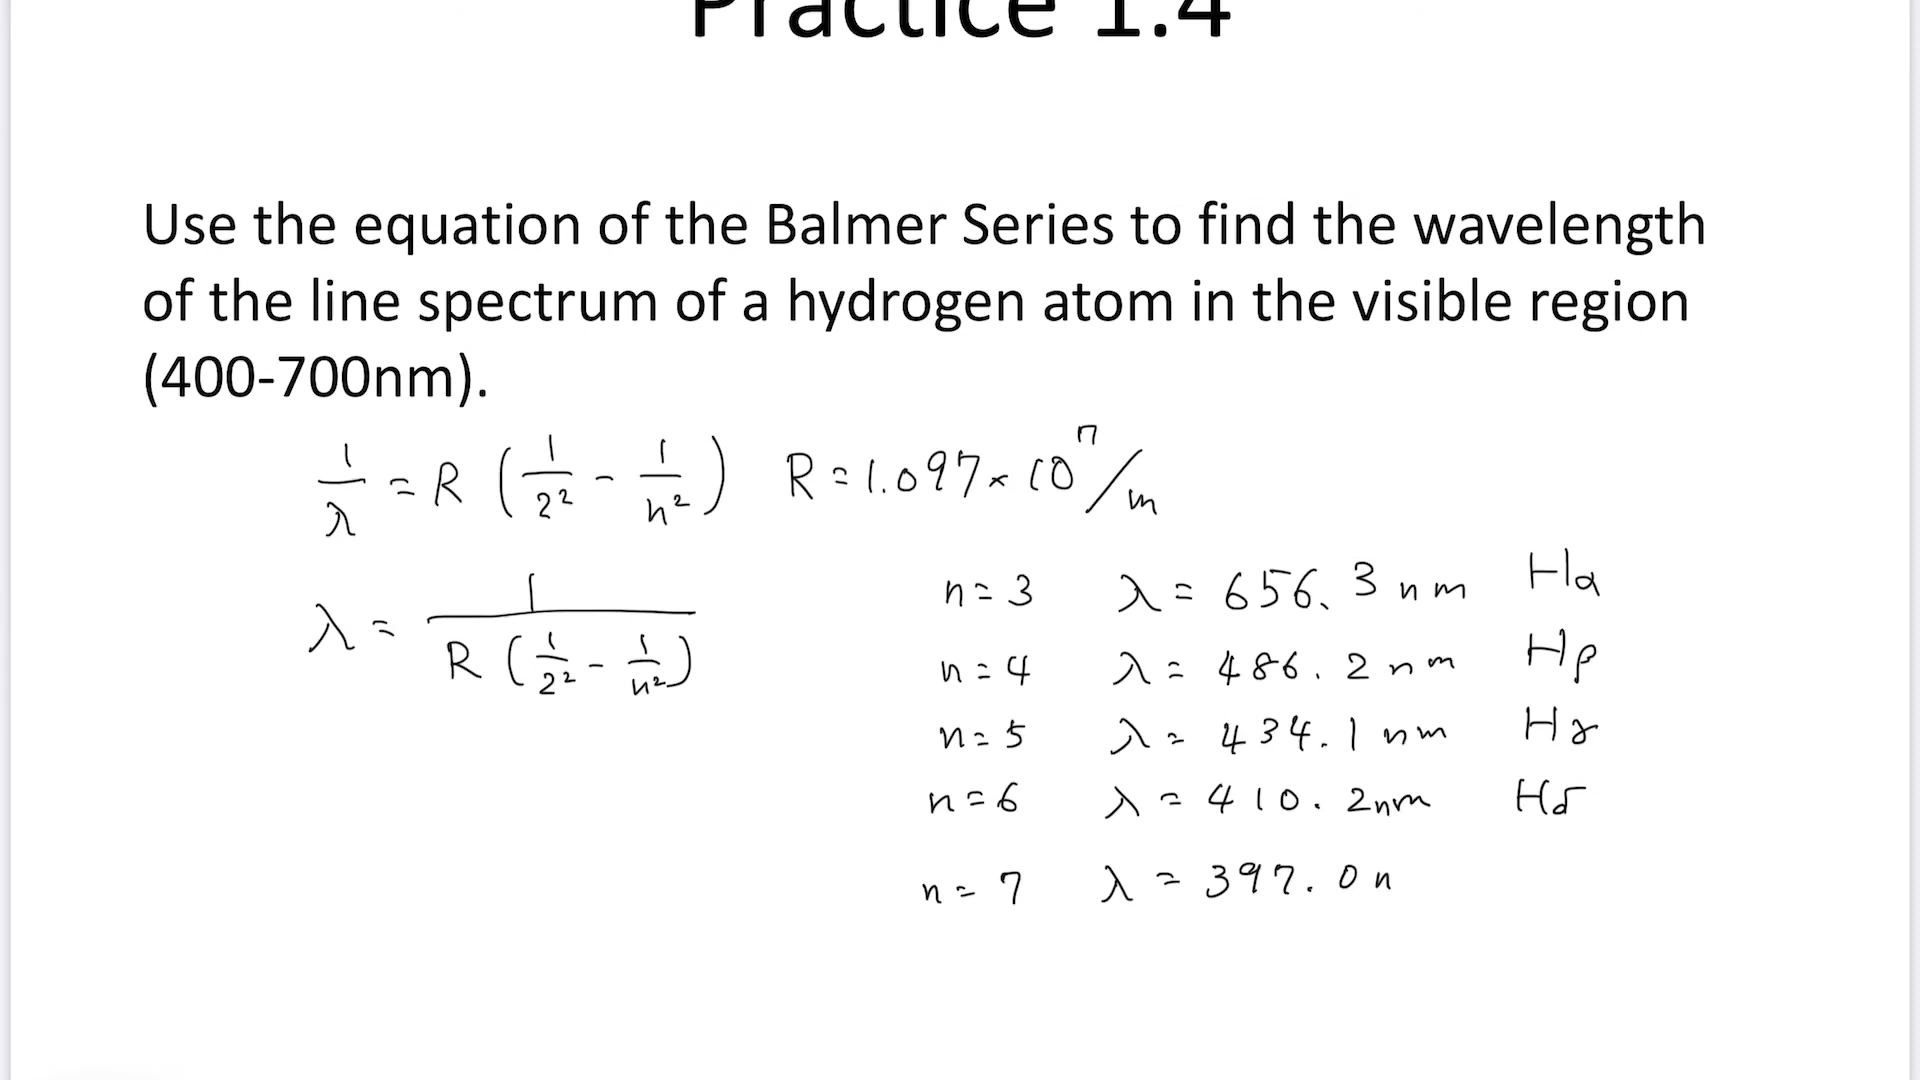 Practice 1.4
Use the equation of the Balmer Series to find the wavelength
of the line spectrum of a hydrogen atom in the visible region
(400-700nm).
1/λ = R (1/2² - 1/n²) R = 1.097 × 10⁷/m
λ = 1/(R (1/2² - 1/n²))
n = 3 λ = 656.3 nm Hα
n = 4 λ = 486.2 nm Hβ
n = 5 λ = 434.1 nm Hγ
n = 6 λ = 410.2nm Hδ
n = 7 λ = 397.0 n